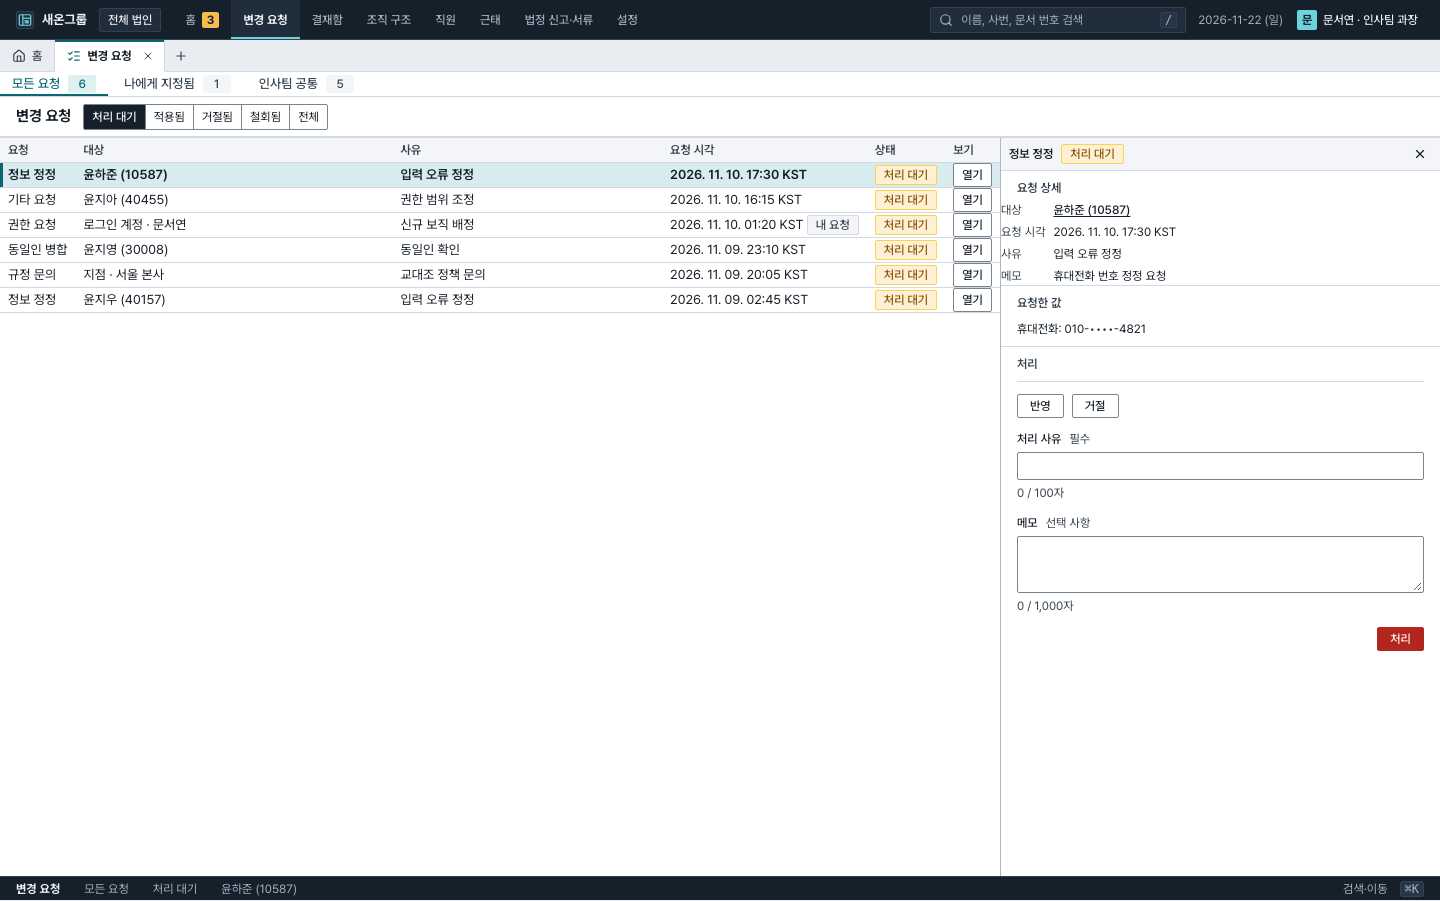 새온그룹 전체 법인 홈 3 변경 요청 결재함 조직 구조 직원 근태 법정 신고·서류 설정 이름, 사번, 문서 번호 검색 / 2026-11-22 (일) 문 문서연 · 인사팀 과장
홈 변경 요청
모든 요청 6 나에게 지정됨 1 인사팀 공통 5
변경 요청 처리 대기 적용됨 거절됨 철회됨 전체
요청 대상 사유 요청 시각 상태 보기
정보 정정 윤하준 (10587) 입력 오류 정정 2026. 11. 10. 17:30 KST 처리 대기 열기
기타 요청 윤지아 (40455) 권한 범위 조정 2026. 11. 10. 16:15 KST 처리 대기 열기
권한 요청 로그인 계정 · 문서연 신규 보직 배정 2026. 11. 10. 01:20 KST 내 요청 처리 대기 열기
동일인 병합 윤지영 (30008) 동일인 확인 2026. 11. 09. 23:10 KST 처리 대기 열기
규정 문의 지점 · 서울 본사 교대조 정책 문의 2026. 11. 09. 20:05 KST 처리 대기 열기
정보 정정 윤지우 (40157) 입력 오류 정정 2026. 11. 09. 02:45 KST 처리 대기 열기
정보 정정 처리 대기
요청 상세
대상 윤하준 (10587)
요청 시각 2026. 11. 10. 17:30 KST
사유 입력 오류 정정
메모 휴대전화 번호 정정 요청
요청한 값
휴대전화: 010-••••-4821
처리
반영 거절
처리 사유 필수
0 / 100자
메모 선택 사항
0 / 1,000자
처리
변경 요청 모든 요청 처리 대기 윤하준 (10587) 검색·이동 ⌘K